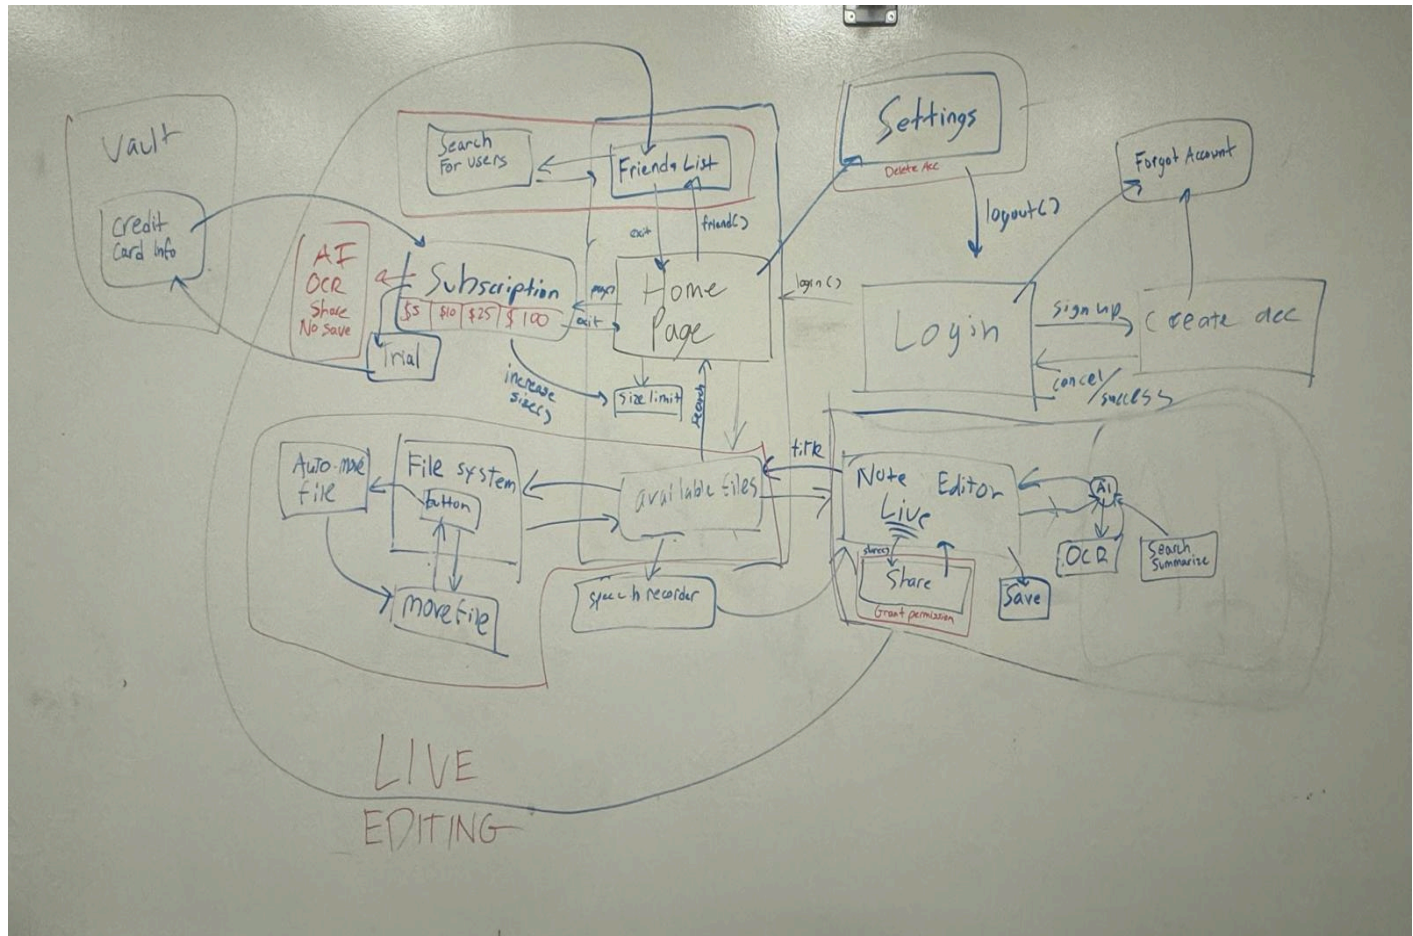 Vault
Credit
Card Info
AI
OCR
Share
No save
Search
For users
Friends List
exit
friend()
Subscription
$5 $10 $25 $100
Trial
exit
increase
size()
Home
Page
size limit
search
Settings
Delete Acc
logout()
Forgot Account
login()
Login
sign up
Create acc
cancel/
success
Auto-move
file
File system
button
move file
available files
speech recorder
title
Note Editor
Live
share()
Share
Grant permission
Save
AI
OCR
Search
Summarize
LIVE
EDITING